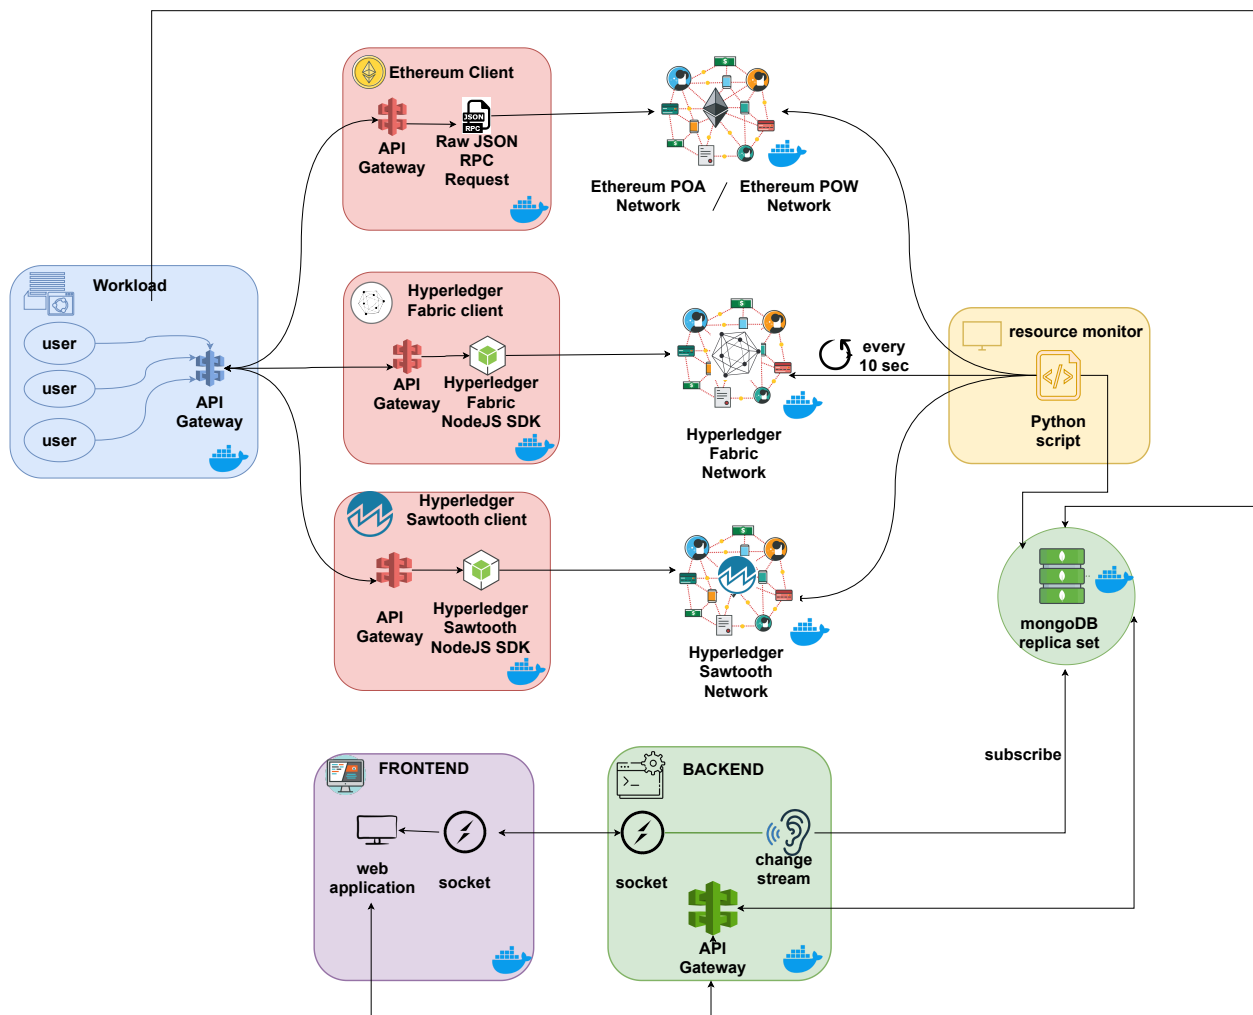 Ethereum Client
JSON
RPC
API
Gateway
Raw JSON
RPC
Request
Ethereum POA
Network
/
Ethereum POW
Network
Workload
user
user
user
API
Gateway
Hyperledger
Fabric client
API
Gateway
Hyperledger
Fabric
NodeJS SDK
Hyperledger
Fabric
Network
every
10 sec
resource monitor
Python
script
Hyperledger
Sawtooth client
API
Gateway
Hyperledger
Sawtooth
NodeJS SDK
Hyperledger
Sawtooth
Network
mongoDB
replica set
subscribe
FRONTEND
web
application
socket
BACKEND
socket
change
stream
API
Gateway